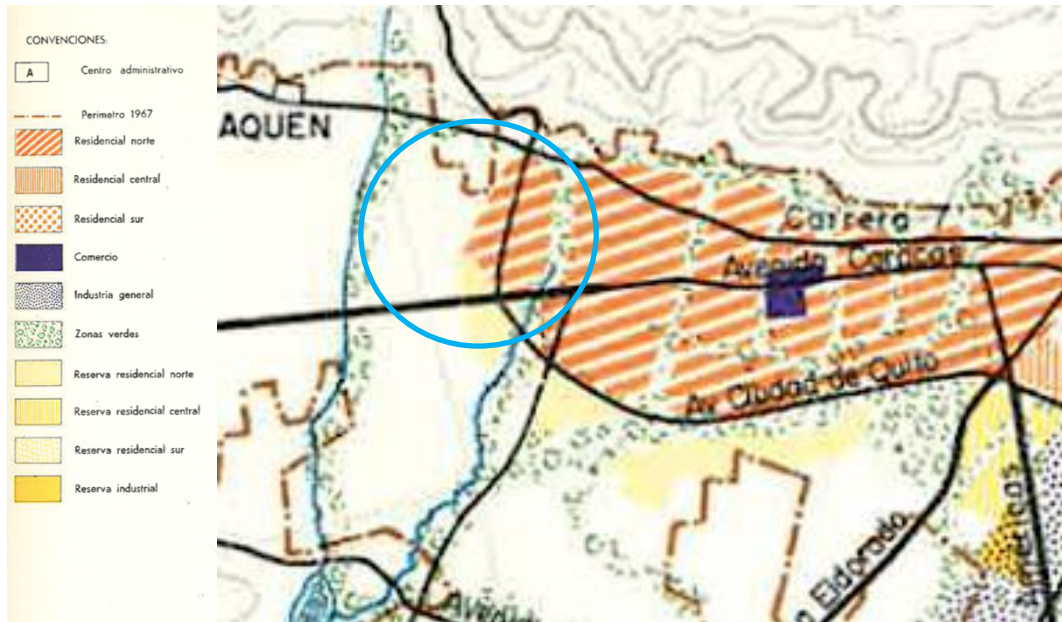 CONVENCIONES:
A
Centro administrativo
Perimetro 1967
Residencial norte
Residencial central
Residencial sur
Comercio
Industria general
Zonas verdes
Reserva residencial norte
Reserva residencial central
Reserva residencial sur
Reserva industrial
AQUEN
Carrera 7
Avenida Caracas
Av Ciudad de Quito
Eldorado
Americas